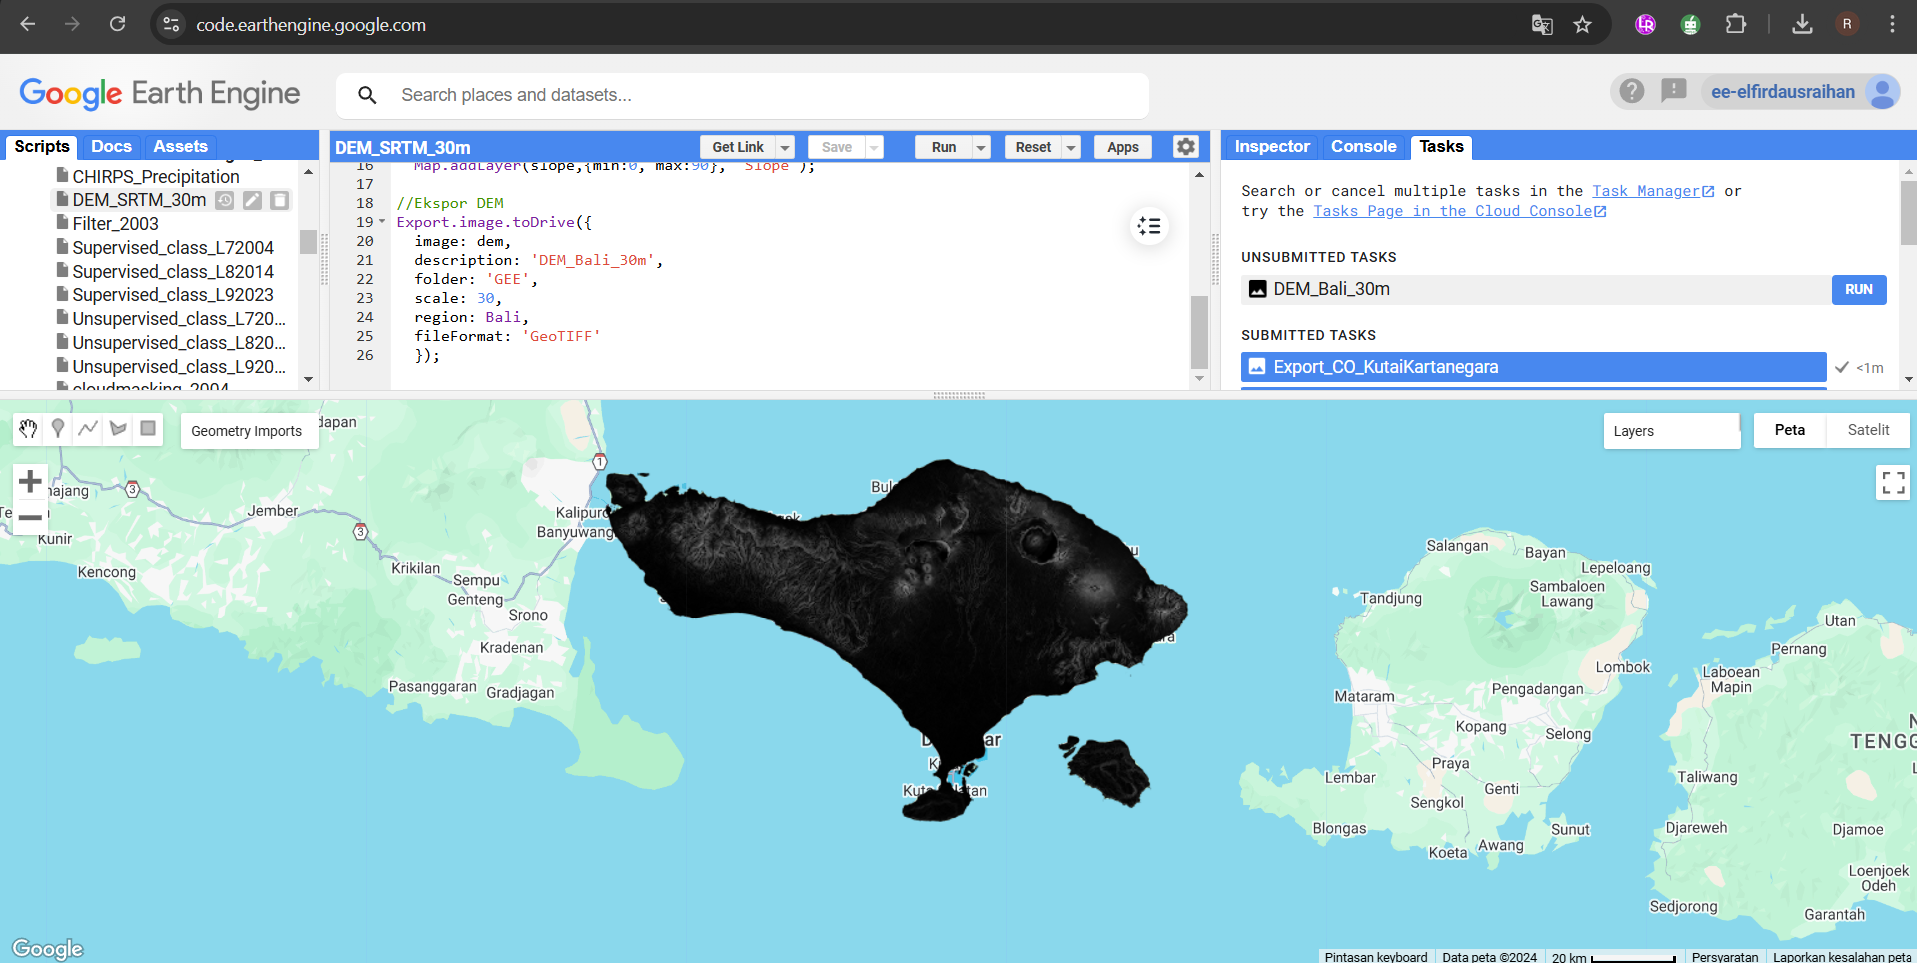 code.earthengine.google.com
R
Google Earth Engine
Search places and datasets...
ee-elfirdausraihan
Scripts
Docs
Assets
CHIRPS_Precipitation
DEM_SRTM_30m
Filter_2003
Supervised_class_L72004
Supervised_class_L82014
Supervised_class_L92023
Unsupervised_class_L720...
Unsupervised_class_L820...
Unsupervised_class_L920...
cloudmasking_2004
DEM_SRTM_30m
Get Link
Save
Run
Reset
Apps
16 Map.addLayer(slope,{min:0, max:90}, 'Slope');
17
18 //Ekspor DEM
19 Export.image.toDrive({
20 image: dem,
21 description: 'DEM_Bali_30m',
22 folder: 'GEE',
23 scale: 30,
24 region: Bali,
25 fileFormat: 'GeoTIFF'
26 });
Inspector
Console
Tasks
Search or cancel multiple tasks in the Task Manager or
try the Tasks Page in the Cloud Console
UNSUBMITTED TASKS
DEM_Bali_30m
RUN
SUBMITTED TASKS
Export_CO_KutaiKartanegara
<1m
Geometry Imports
Layers
Peta
Satelit
dapan
1
3
Jember
3
Kunir
Kencong
Krikilan
Sempu
Genteng
Srono
Kradenan
Pasanggaran
Gradjagan
Kalipuro
Banyuwang
Bul
ar
Kuta
atan
Salangan
Bayan
Lepeloang
Sambaloen
Lawang
Tandjung
Lombok
Mataram
Pengadangan
Kopang
Selong
Praya
Lembar
Genti
Sengkol
Blongas
Sunut
Koeta
Awang
Utan
Pernang
Laboean
Mapin
TENGG
Taliwang
Djareweh
Djamoe
Loenjoek
Odeh
Sedjorong
Garantah
Google
Pintasan keyboard
Data peta ©2024
20 km
Persyaratan
Laporkan kesalahan peta